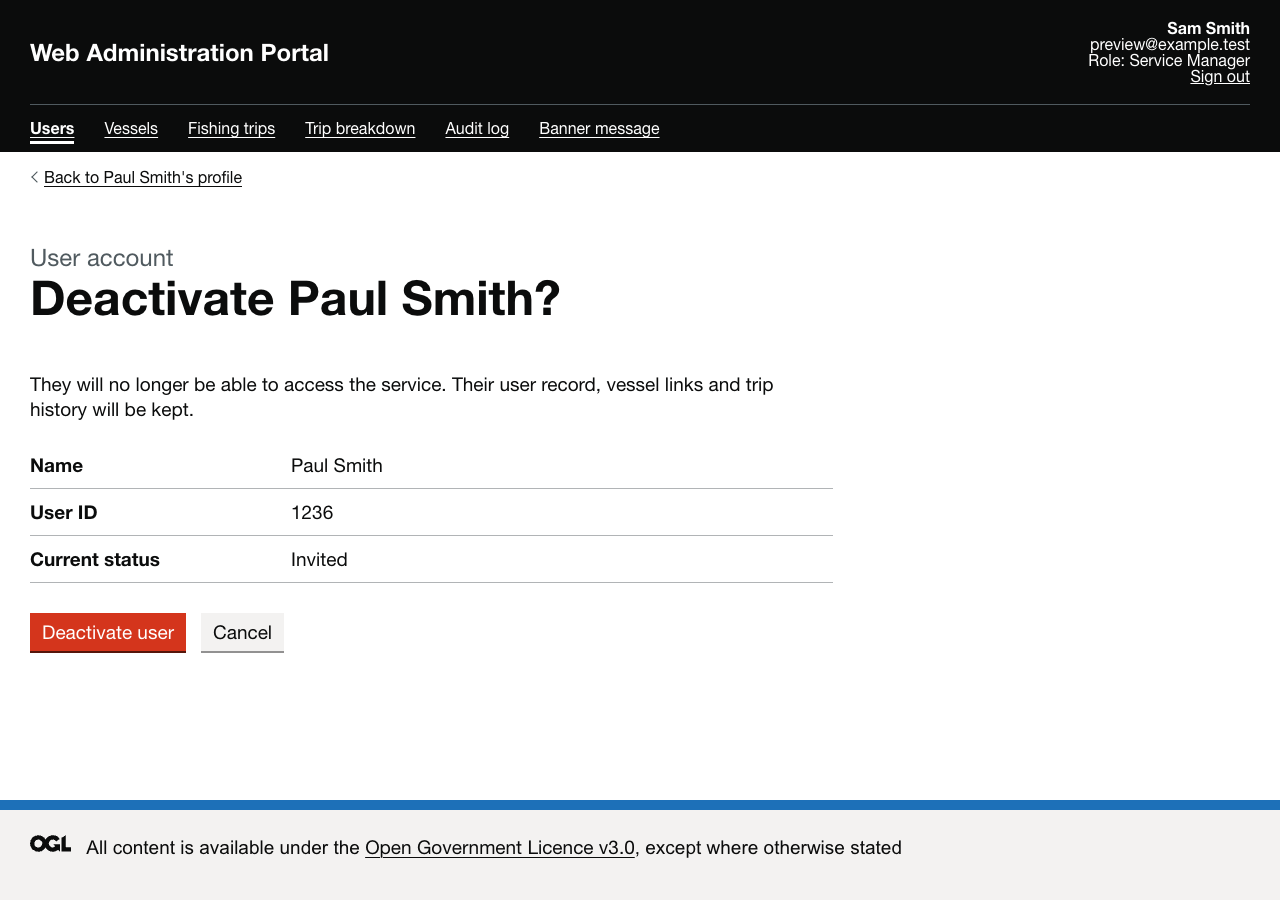 Web Administration Portal
Sam Smith
preview@example.test
Role: Service Manager
Sign out
Users Vessels Fishing trips Trip breakdown Audit log Banner message
Back to Paul Smith's profile
User account
Deactivate Paul Smith?
They will no longer be able to access the service. Their user record, vessel links and trip
history will be kept.
Name Paul Smith
User ID 1236
Current status Invited
Deactivate user Cancel
OGL All content is available under the Open Government Licence v3.0, except where otherwise stated